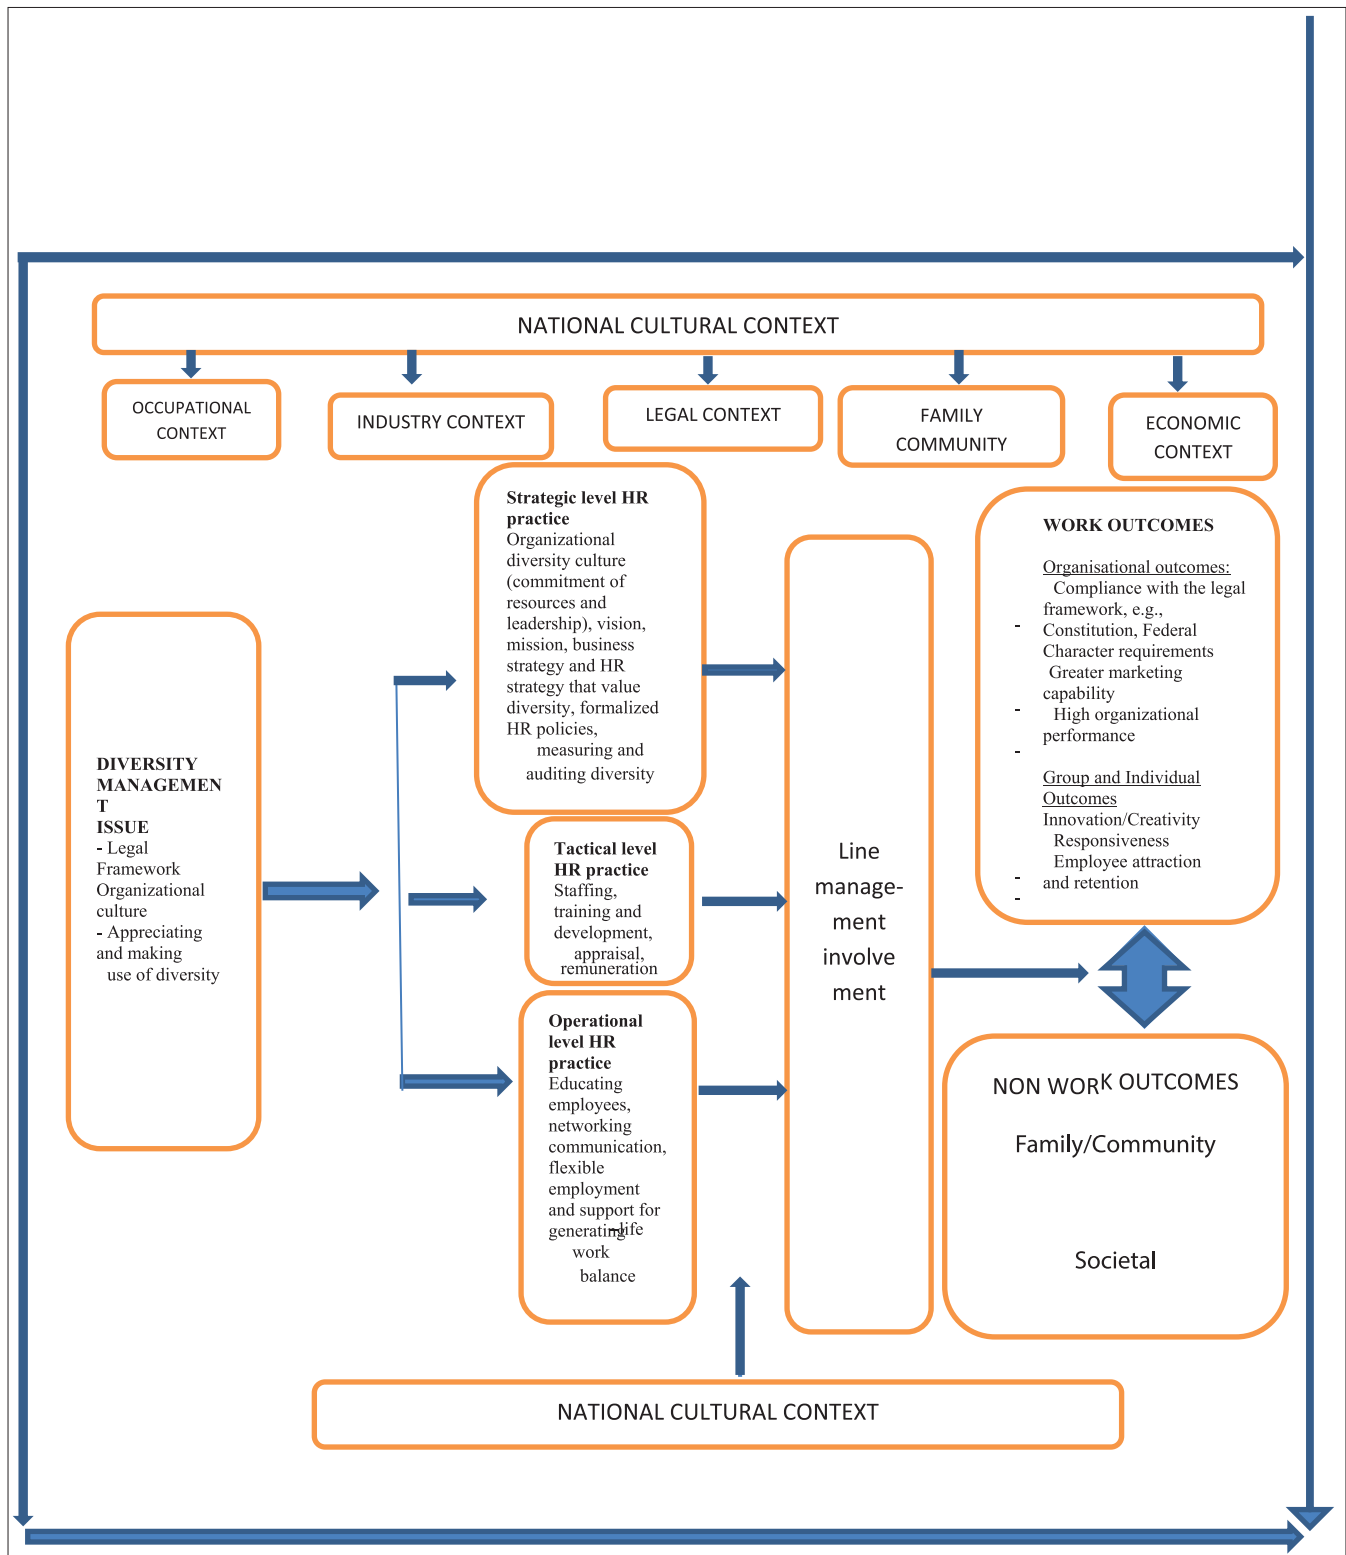 NATIONAL CULTURAL CONTEXT
OCCUPATIONAL
CONTEXT
INDUSTRY CONTEXT
LEGAL CONTEXT
FAMILY
COMMUNITY
ECONOMIC
CONTEXT
DIVERSITY
MANAGEMEN
T
ISSUE
- Legal
Framework
Organizational
culture
- Appreciating
and making
use of diversity
Strategic level HR
practice
Organizational
diversity culture
(commitment of
resources and
leadership), vision,
mission, business
strategy and HR
strategy that value
diversity, formalized
HR policies,
measuring and
auditing diversity
Tactical level
HR practice
Staffing,
training and
development,
appraisal,
remuneration
Operational
level HR
practice
Educating
employees,
networking
communication,
flexible
employment
and support for
generating
-life
work
balance
Line
manage-
ment
involve
ment
WORK OUTCOMES
Organisational outcomes:
Compliance with the legal
framework, e.g.,
- Constitution, Federal
Character requirements
Greater marketing
capability
- High organizational
performance
-
Group and Individual
Outcomes
Innovation/Creativity
Responsiveness
Employee attraction
- and retention
-
NON WORK OUTCOMES
Family/Community
Societal
NATIONAL CULTURAL CONTEXT